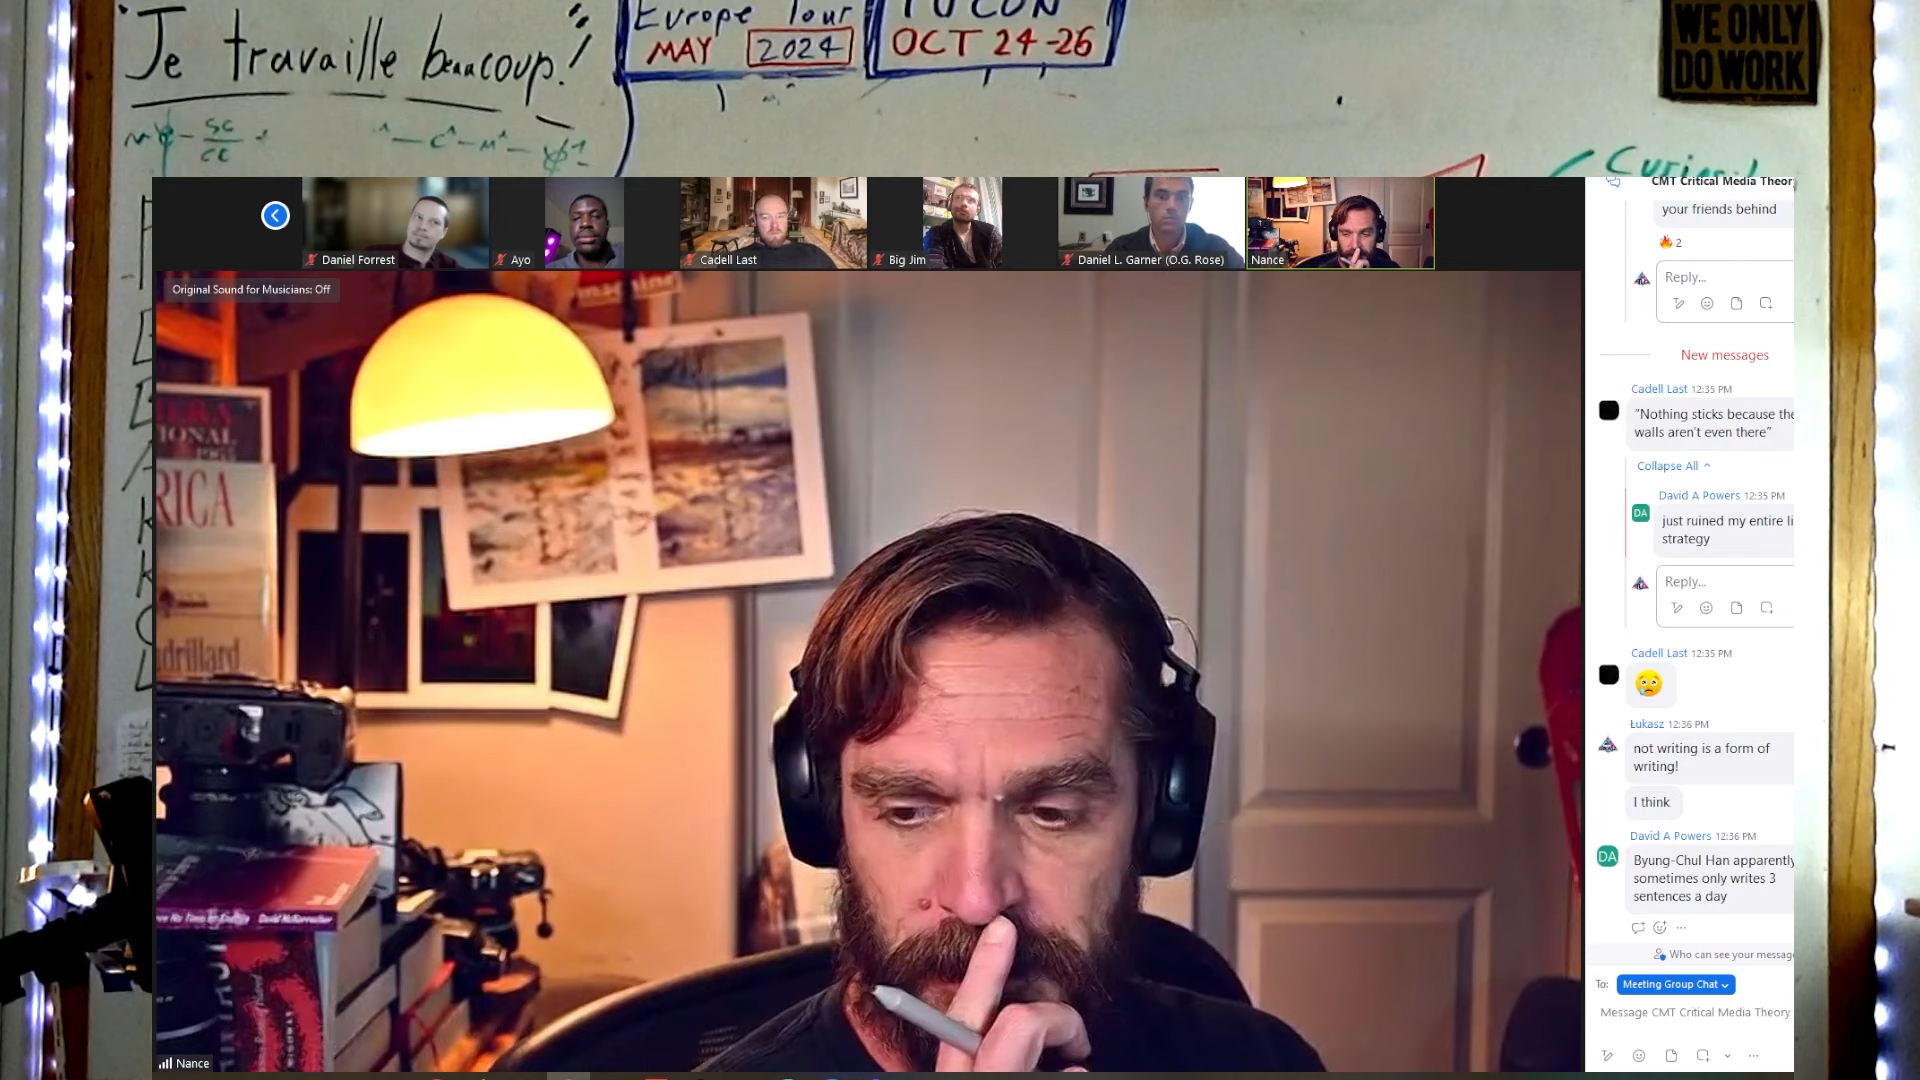 "Je travaille beaucoup!"
Europe Tour
MAY 2024
TUCON
OCT 24-26
WE ONLY
DO WORK
Daniel Forrest
Ayo
Cadell Last
Big Jim
Daniel L. Garner (O.G. Rose)
Nance
Original Sound for Musicians: Off
RICA
David McKerracher
Nance
CMT Critical Media Theor
your friends behind
2
Reply...
New messages
Cadell Last 12:35 PM
"Nothing sticks because the
walls aren't even there"
Collapse All
David A Powers 12:35 PM
DA
just ruined my entire li
strategy
Reply...
Cadell Last 12:35 PM
Łukasz 12:36 PM
not writing is a form of
writing!
I think
David A Powers 12:36 PM
DA
Byung-Chul Han apparently
sometimes only writes 3
sentences a day
Who can see your messag
To: Meeting Group Chat
Message CMT Critical Media Theory